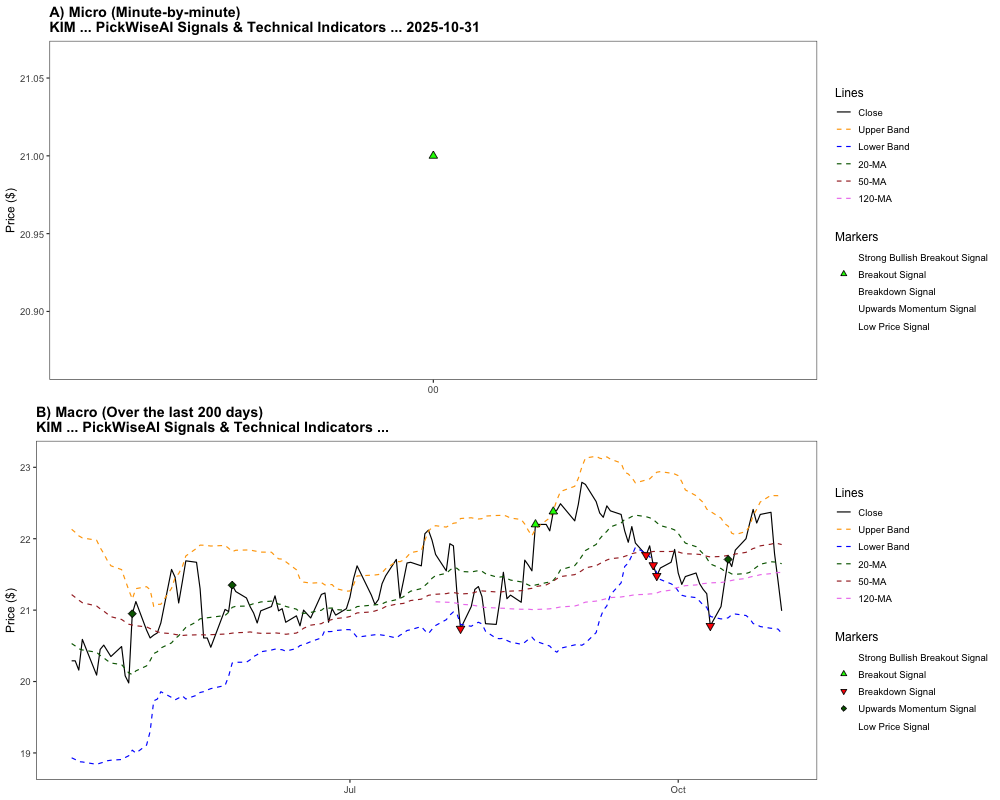 A) Micro (Minute-by-minute)
KIM ... PickWiseAI Signals & Technical Indicators ... 2025-10-31
Price ($)
21.05
21.00
20.95
20.90
00
Lines
Close
Upper Band
Lower Band
20-MA
50-MA
120-MA
Markers
Strong Bullish Breakout Signal
Breakout Signal
Breakdown Signal
Upwards Momentum Signal
Low Price Signal
B) Macro (Over the last 200 days)
KIM ... PickWiseAI Signals & Technical Indicators ...
Price ($)
23
22
21
20
19
Jul
Oct
Lines
Close
Upper Band
Lower Band
20-MA
50-MA
120-MA
Markers
Strong Bullish Breakout Signal
Breakout Signal
Breakdown Signal
Upwards Momentum Signal
Low Price Signal